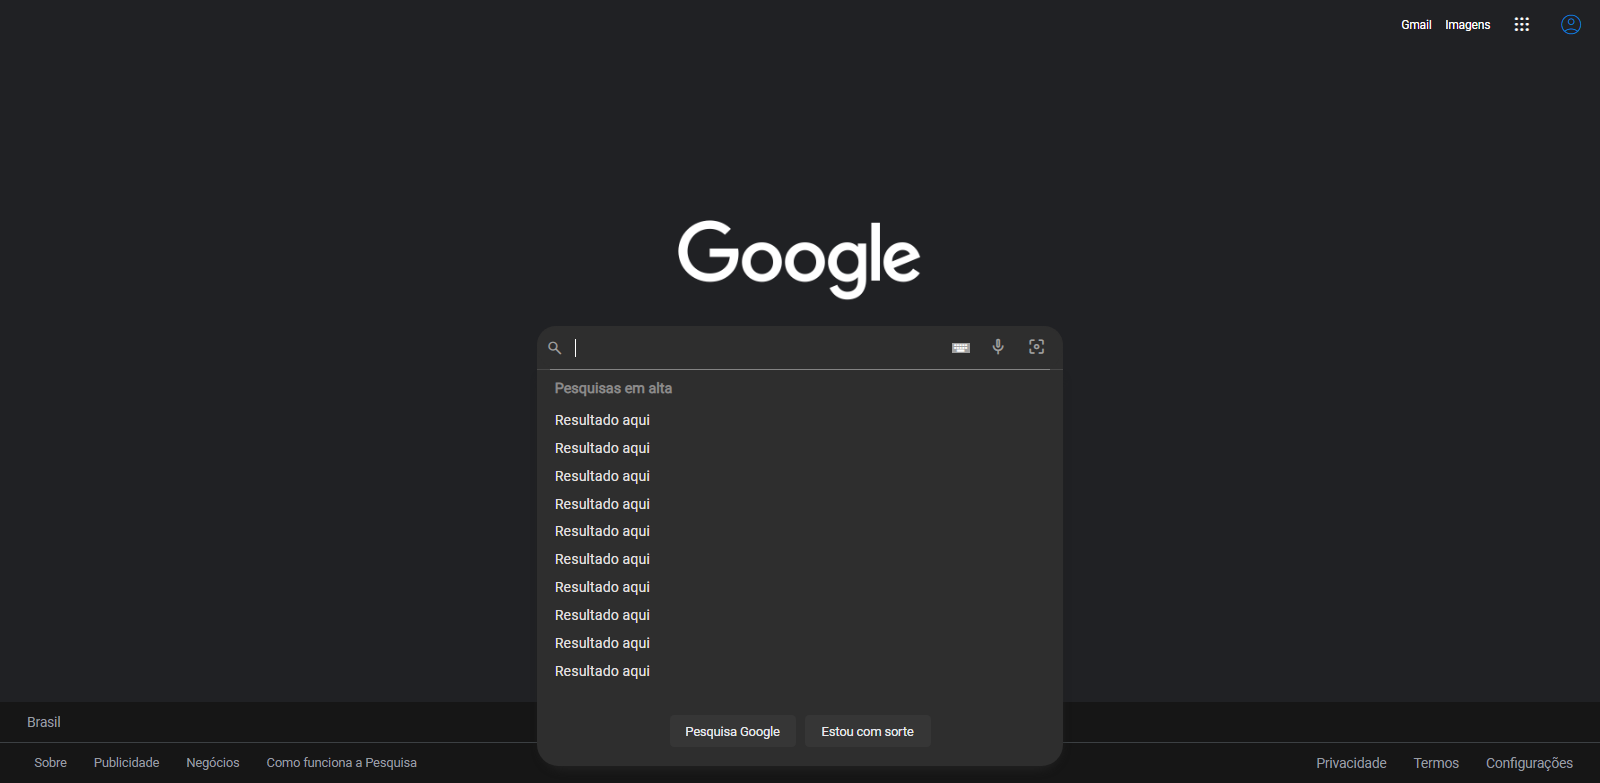 Gmail Imagens
Google
Pesquisas em alta
Resultado aqui
Resultado aqui
Resultado aqui
Resultado aqui
Resultado aqui
Resultado aqui
Resultado aqui
Resultado aqui
Resultado aqui
Resultado aqui
Pesquisa Google Estou com sorte
Brasil
Sobre Publicidade Negócios Como funciona a Pesquisa Privacidade Termos Configurações